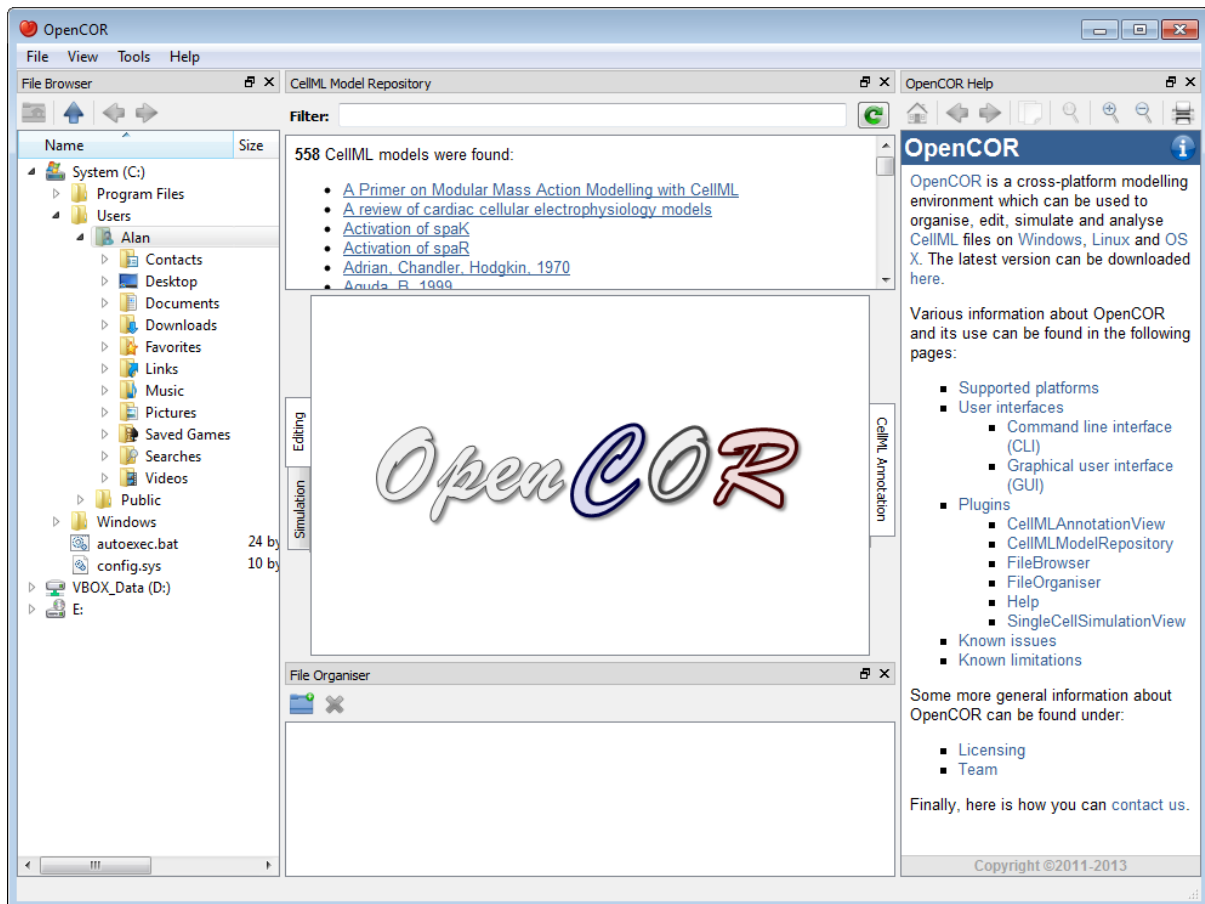 OpenCOR
File View Tools Help
File Browser
Name Size
System (C:)
Program Files
Users
Alan
Contacts
Desktop
Documents
Downloads
Favorites
Links
Music
Pictures
Saved Games
Searches
Videos
Public
Windows
autoexec.bat 24 by
config.sys 10 by
VBOX_Data (D:)
E:
CellML Model Repository
Filter:
558 CellML models were found:
• A Primer on Modular Mass Action Modelling with CellML
• A review of cardiac cellular electrophysiology models
• Activation of spaK
• Activation of spaR
• Adrian, Chandler, Hodgkin, 1970
• Aguda, B, 1999
Editing
Simulation
OpenCOR
CellML Annotation
File Organiser
OpenCOR Help
OpenCOR
OpenCOR is a cross-platform modelling
environment which can be used to
organise, edit, simulate and analyse
CellML files on Windows, Linux and OS
X. The latest version can be downloaded
here.
Various information about OpenCOR
and its use can be found in the following
pages:
▪ Supported platforms
▪ User interfaces
▪ Command line interface
(CLI)
▪ Graphical user interface
(GUI)
▪ Plugins
▪ CellMLAnnotationView
▪ CellMLModelRepository
▪ FileBrowser
▪ FileOrganiser
▪ Help
▪ SingleCellSimulationView
▪ Known issues
▪ Known limitations
Some more general information about
OpenCOR can be found under:
▪ Licensing
▪ Team
Finally, here is how you can contact us.
Copyright ©2011-2013